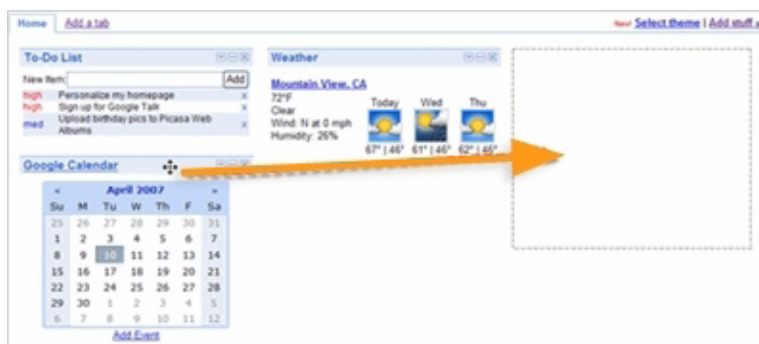 Home Add a tab New! Select theme | Add stuff
To-Do List
New Item: Add
high Personalize my homepage x
high Sign up for Google Talk x
med Upload birthday pics to Picasa Web Albums x
Weather
Mountain View, CA
72°F
Clear
Wind: N at 0 mph
Humidity: 26%
Today Wed Thu
67° | 46° 61° | 46° 62° | 46°
Google Calendar
« April 2007 »
Su M Tu W Th F Sa
25 26 27 28 29 30 31
1 2 3 4 5 6 7
8 9 10 11 12 13 14
15 16 17 18 19 20 21
22 23 24 25 26 27 28
29 30 1 2 3 4 5
6 7 8 9 10 11 12
Add Event